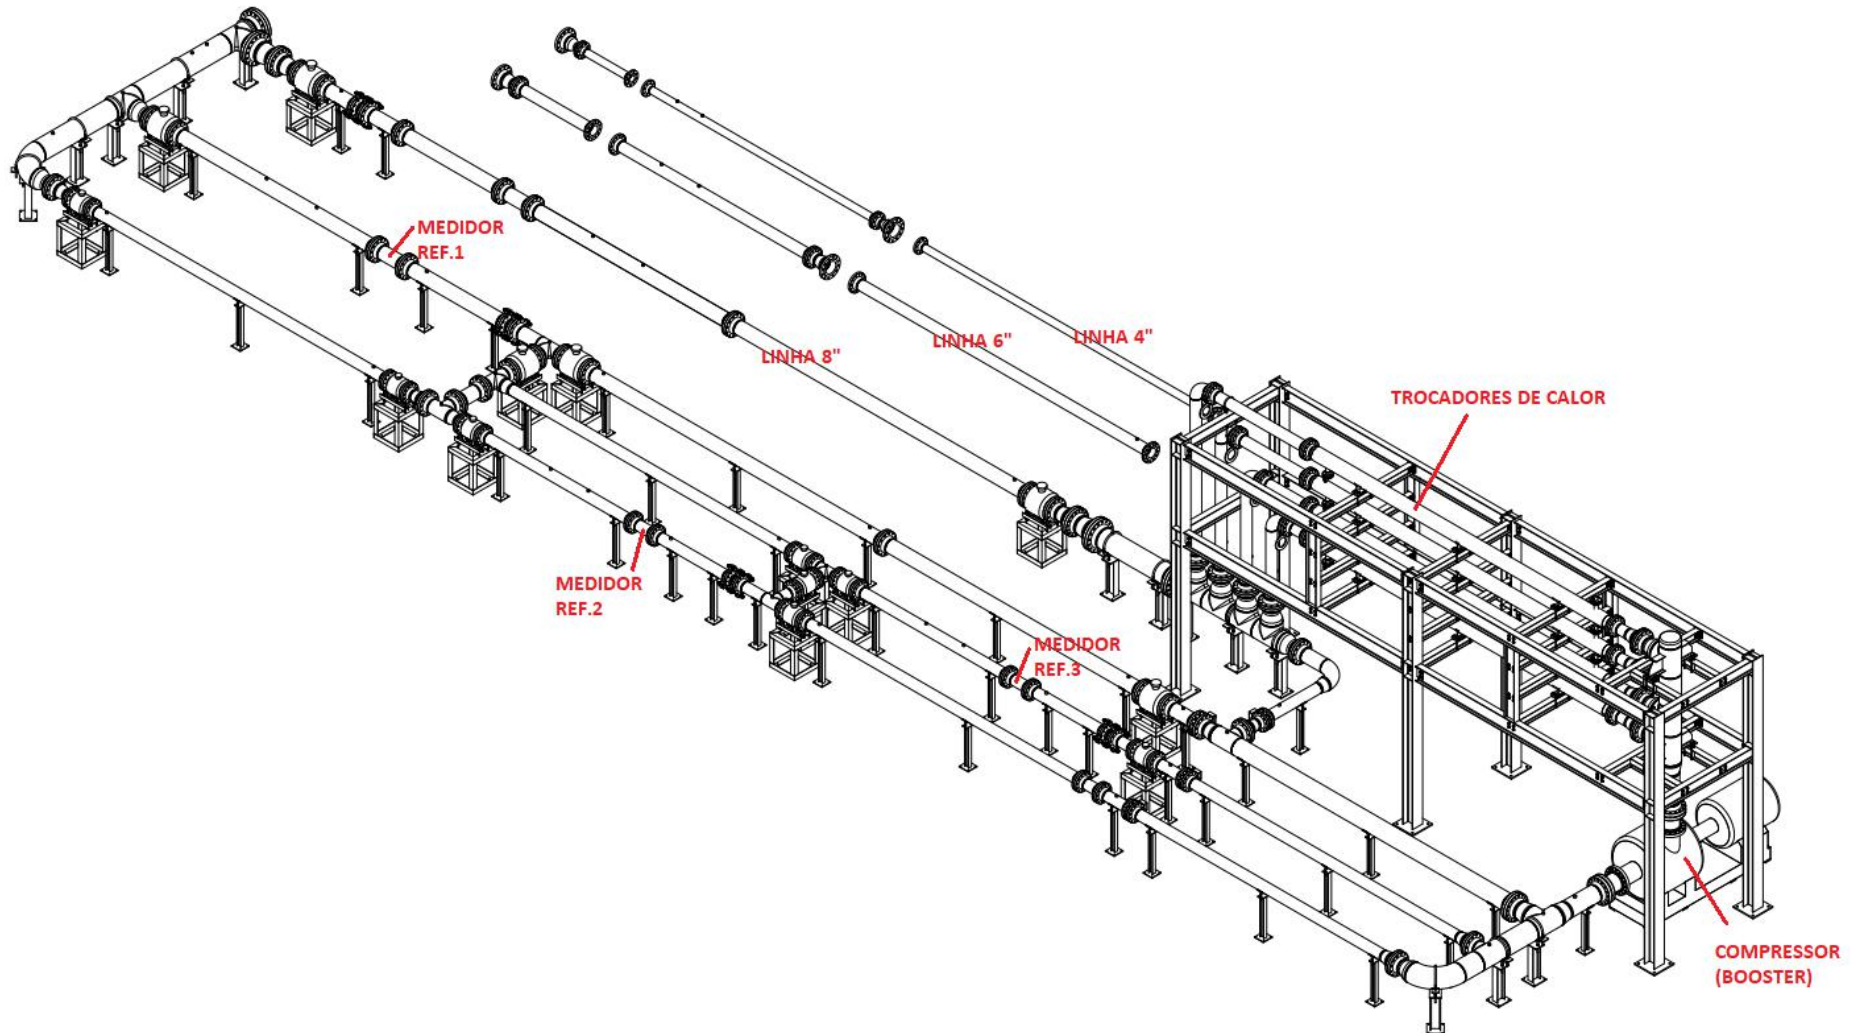 MEDIDOR
REF.1
LINHA 8"
LINHA 6"
LINHA 4"
TROCADORES DE CALOR
MEDIDOR
REF.2
MEDIDOR
REF.3
COMPRESSOR
(BOOSTER)